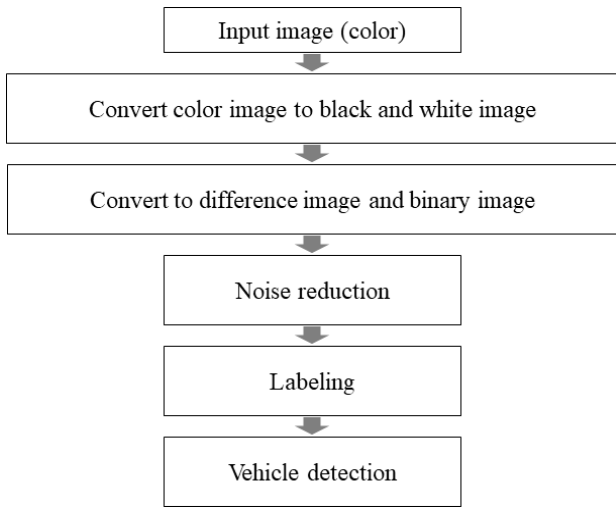 Input image (color)
Convert color image to black and white image
Convert to difference image and binary image
Noise reduction
Labeling
Vehicle detection